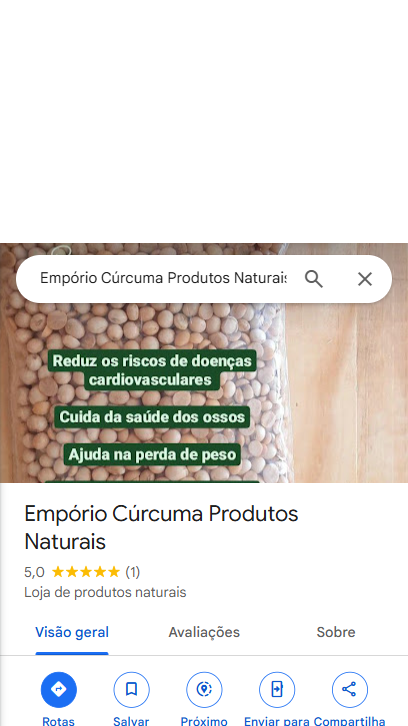 Empório Cúrcuma Produtos Naturais
Reduz os riscos de doenças
cardiovasculares
Cuida da saúde dos ossos
Ajuda na perda de peso
Empório Cúrcuma Produtos
Naturais
5,0 ★★★★★ (1)
Loja de produtos naturais
Visão geral Avaliações Sobre
Rotas Salvar Próximo Enviar para Compartilha